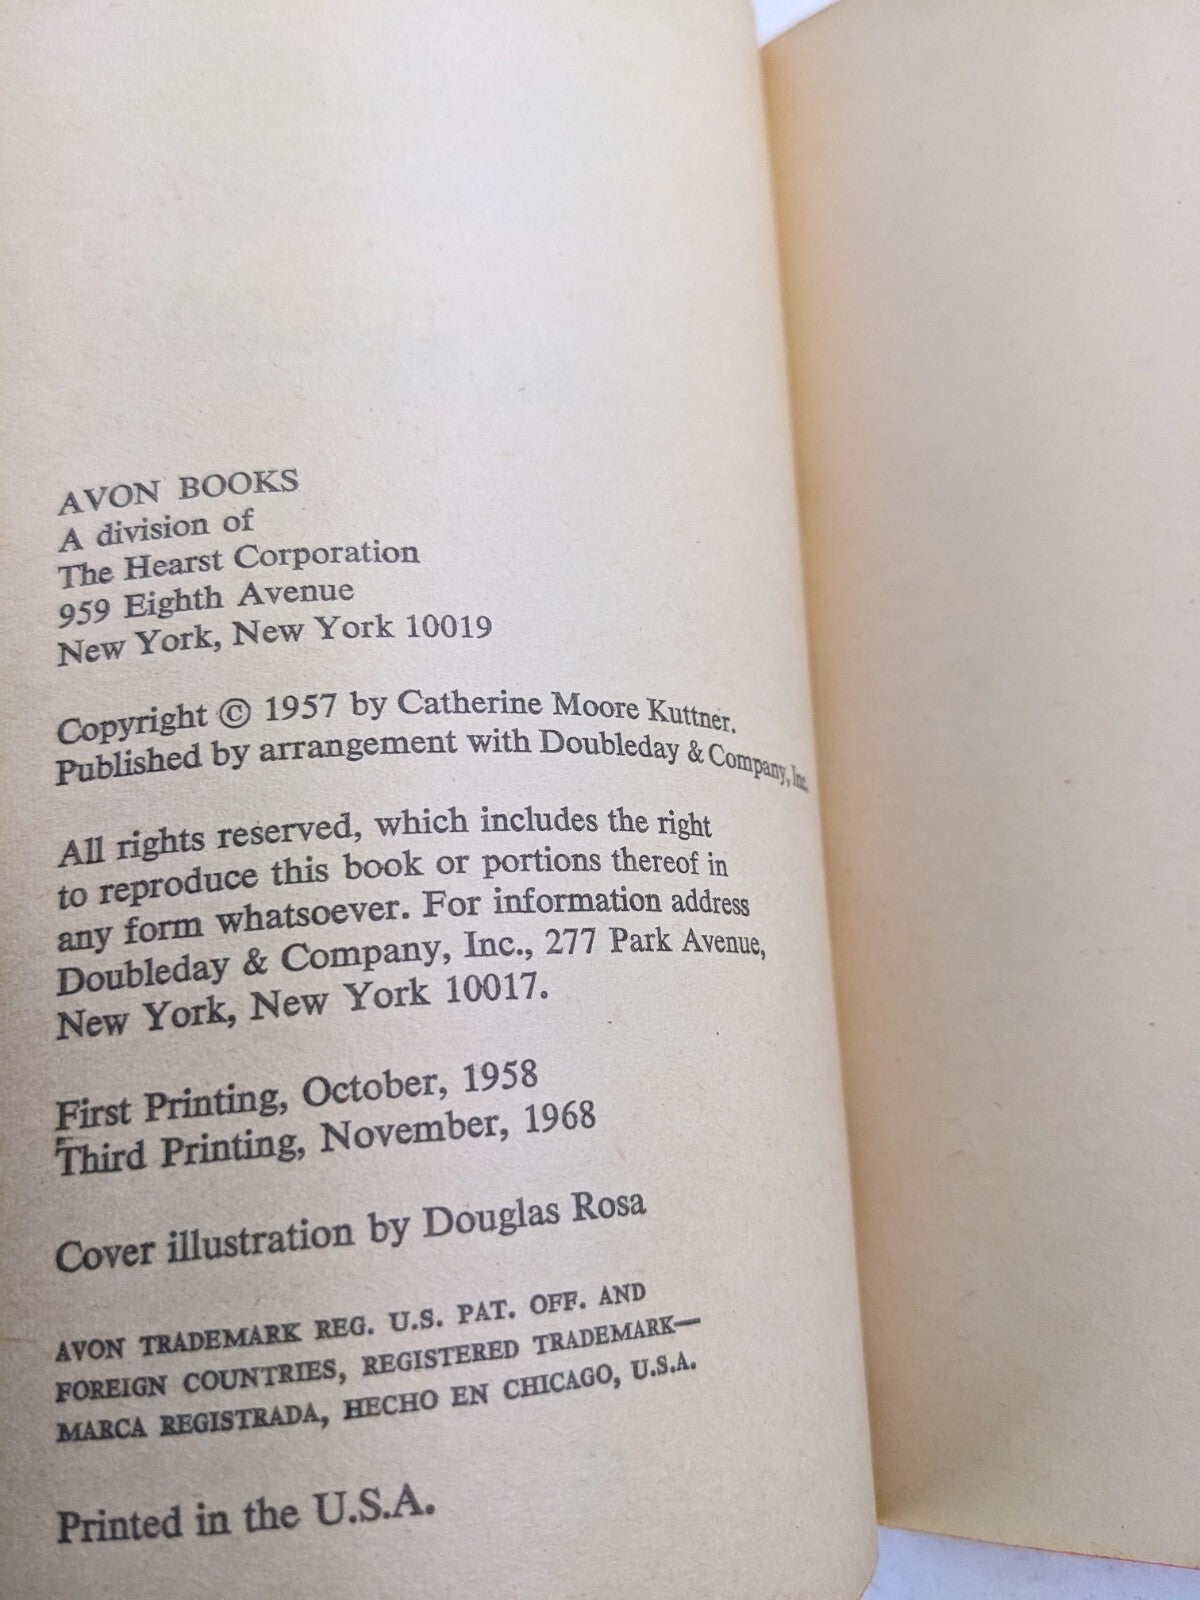 AVON BOOKS
A division of
The Hearst Corporation
959 Eighth Avenue
New York, New York 10019
Copyright © 1957 by Catherine Moore Kuttner.
Published by arrangement with Doubleday & Company, Inc.
All rights reserved, which includes the right
to reproduce this book or portions thereof in
any form whatsoever. For information address
Doubleday & Company, Inc., 277 Park Avenue,
New York, New York 10017.
First Printing, October, 1958
Third Printing, November, 1968
Cover illustration by Douglas Rosa
AVON TRADEMARK REG. U.S. PAT. OFF. AND
FOREIGN COUNTRIES, REGISTERED TRADEMARK—
MARCA REGISTRADA, HECHO EN CHICAGO, U.S.A.
Printed in the U.S.A.